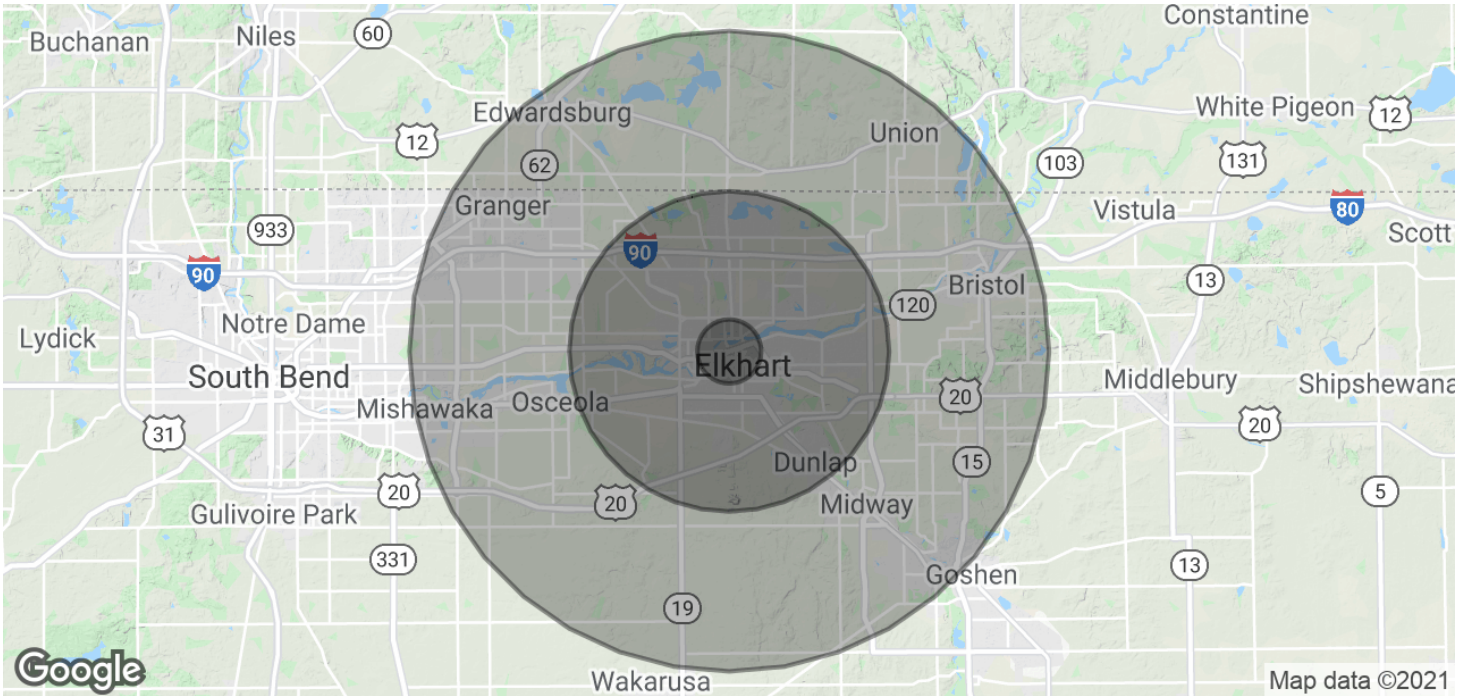 Constantine
Buchanan
Niles
60
Edwardsburg
White Pigeon
12
12
Union
62
103
131
Granger
Vistula
80
933
Scott
90
90
13
Bristol
120
Notre Dame
Lydick
Elkhart
South Bend
Middlebury
Shipshewana
Mishawaka
Osceola
20
20
31
Dunlap
15
20
20
5
Midway
Gulivoire Park
331
13
Goshen
19
Google
Wakarusa
Map data ©2021